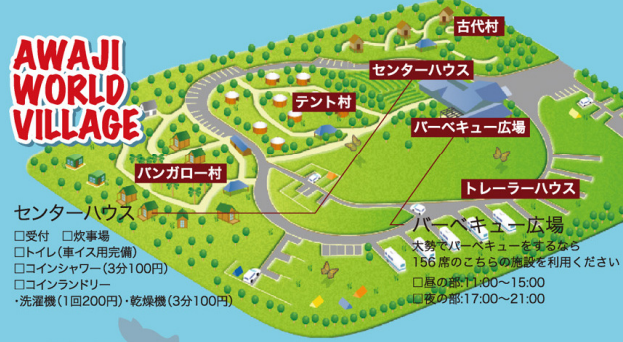 AWAJI
WORLD
VILLAGE
古代村
センターハウス
テント村
バーベキュー広場
バンガロー村
トレーラーハウス
センターハウス
□受付　□炊事場
□トイレ(車イス用完備)
□コインシャワー(3分100円)
□コインランドリー
・洗濯機(1回200円)・乾燥機(3分100円)
バーベキュー広場
大勢でバーベキューをするなら
156席のこちらの施設を利用ください
□昼の部:11:00〜15:00
□夜の部:17:00〜21:00